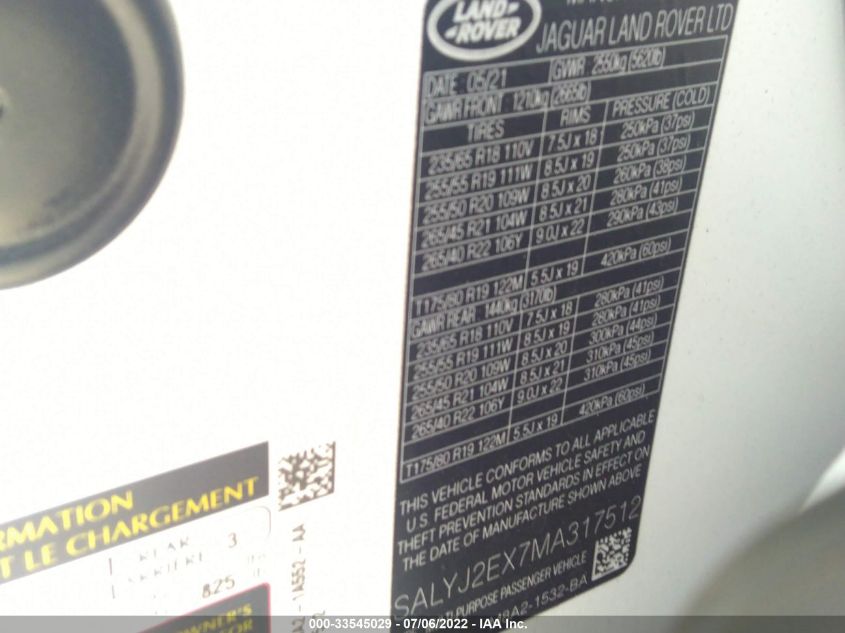 LAND
ROVER
JAGUAR LAND ROVER LTD
DATE 05/21 GVWR 2550kg (5620lb)
GAWR FRONT 1210kg (2665lb)
TIRES RIMS PRESSURE (COLD)
235/65 R18 110V 7.5J x 18 250kPa (37psi)
255/55 R19 111W 8.5J x 19 250kPa (37psi)
255/50 R20 109W 8.5J x 20 260kPa (38psi)
265/45 R21 104W 8.5J x 21 280kPa (41psi)
265/40 R22 106Y 9.0J x 22 290kPa (43psi)
T175/80 R19 122M 5.5J x 19 420kPa (60psi)
GAWR REAR 1440kg (3170lb)
235/65 R18 110V 7.5J x 18 280kPa (41psi)
255/55 R19 111W 8.5J x 19 280kPa (41psi)
255/50 R20 109W 8.5J x 20 300kPa (44psi)
265/45 R21 104W 8.5J x 21 310kPa (45psi)
265/40 R22 106Y 9.0J x 22 310kPa (45psi)
T175/80 R19 122M 5.5J x 19 420kPa (60psi)
THIS VEHICLE CONFORMS TO ALL APPLICABLE
U.S. FEDERAL MOTOR VEHICLE SAFETY AND
THEFT PREVENTION STANDARDS IN EFFECT ON
THE DATE OF MANUFACTURE SHOWN ABOVE
SALYJ2EX7MA317512
PURPOSE PASSENGER VEHICLE
A2-1532-BA
RMATION
T LE CHARGEMENT
REAR 3
ARRIÈRE
825
OWNER'S
1A552 - AA
000-33545029 - 07/06/2022 - IAA Inc.